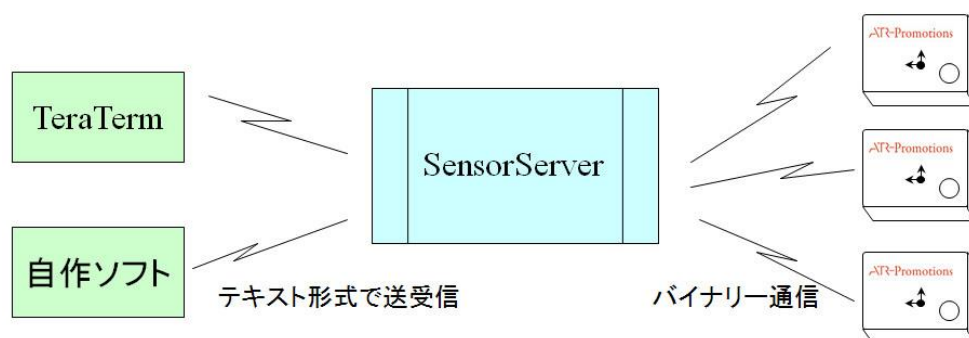 ATR-Promotions
TeraTerm
SensorServer
ATR-Promotions
自作ソフト
テキスト形式で送受信
バイナリー通信
ATR-Promotions